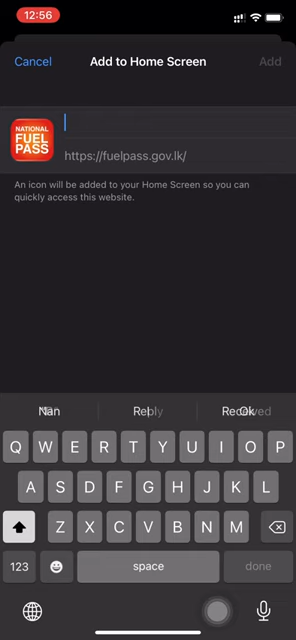 12:56
Cancel
Add to Home Screen
Add
NATIONAL
FUEL
PASS
https://fuelpass.gov.lk/
An icon will be added to your Home Screen so you can
quickly access this website.
Q W E R T Y U I O P
A S D F G H J K L
Z X C V B N M
123
space
done